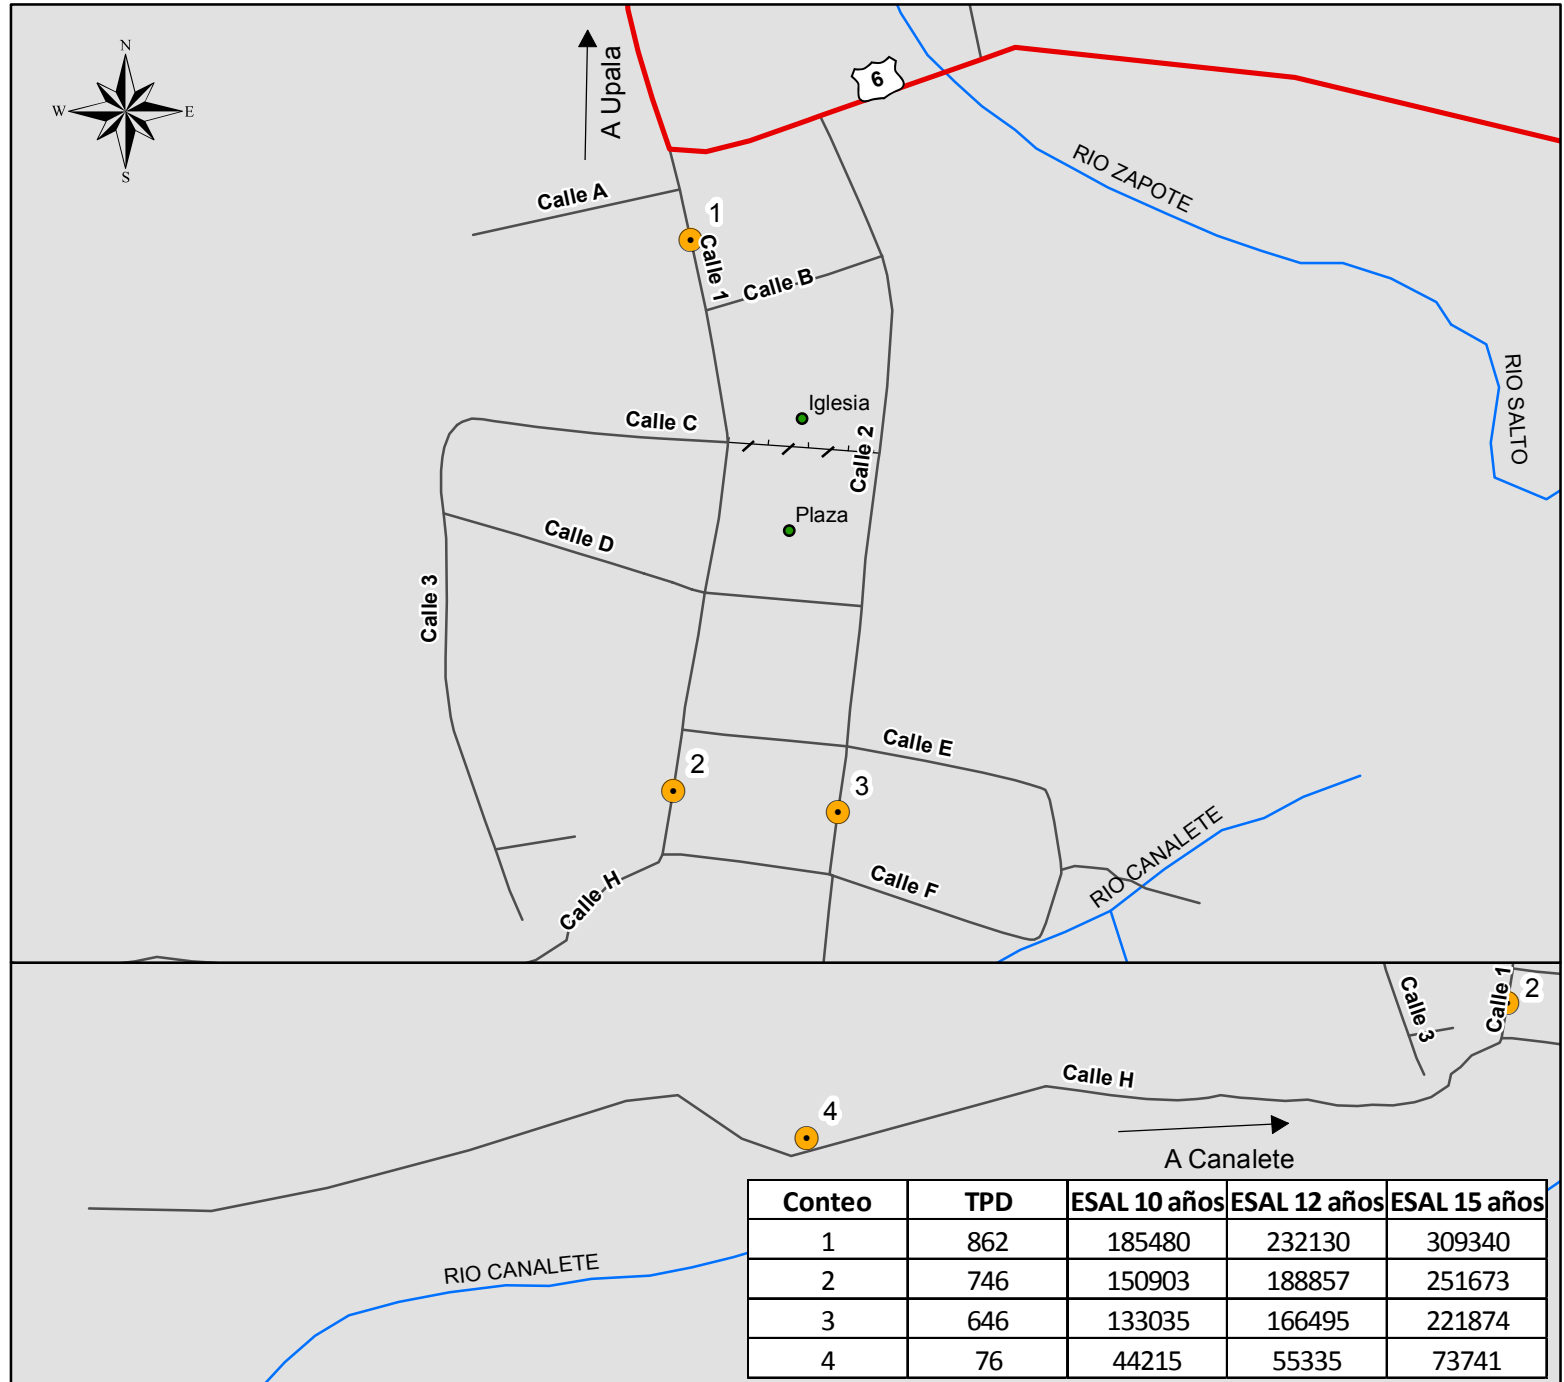 N
W
E
S
A Upala
6
RIO ZAPOTE
Calle A
1
Calle 1
Calle B
RIO SALTO
Iglesia
Calle C
Calle 2
Plaza
Calle D
Calle 3
Calle E
2
3
RIO CANALETE
Calle F
Calle H
Calle 1
2
Calle 3
Calle H
4
A Canalete
RIO CANALETE
Conteo TPD ESAL 10 años ESAL 12 años ESAL 15 años
1 862 185480 232130 309340
2 746 150903 188857 251673
3 646 133035 166495 221874
4 76 44215 55335 73741